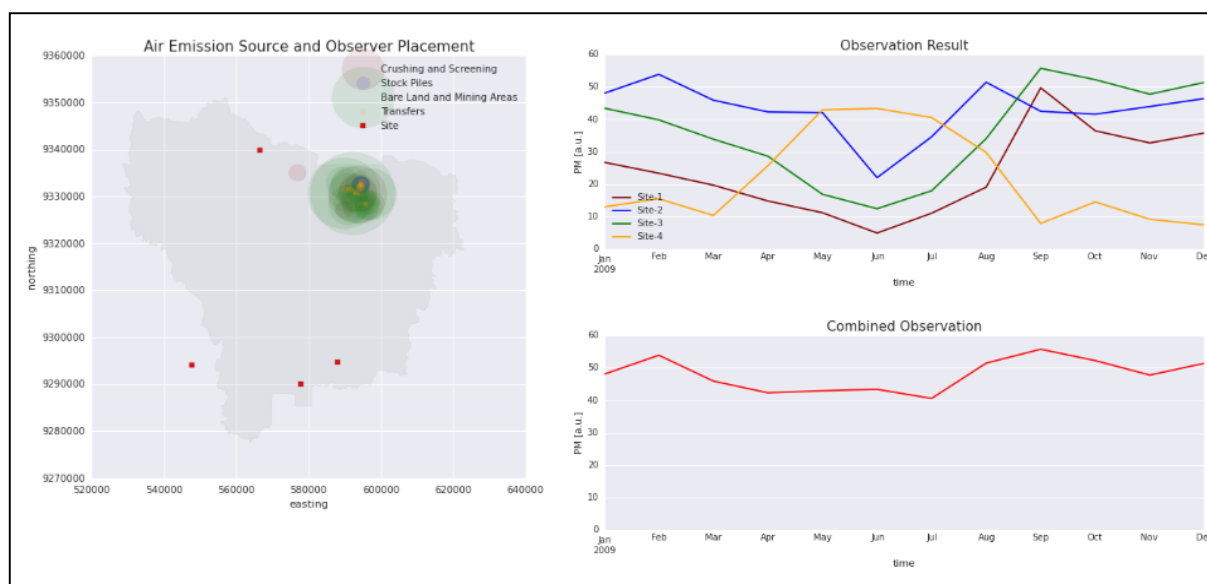 Air Emission Source and Observer Placement
9360000
9350000
9340000
9330000
9320000
9310000
9300000
9290000
9280000
9270000
northing
520000 540000 560000 580000 600000 620000 640000
easting
Crushing and Screening
Stock Piles
Bare Land and Mining Areas
Transfers
Site
Observation Result
60
50
40
30
20
10
0
PM [a.u.]
Site-1
Site-2
Site-3
Site-4
Jan Feb Mar Apr May Jun Jul Aug Sep Oct Nov De
2009
time
Combined Observation
60
50
40
30
20
10
0
PM [a.u.]
Jan Feb Mar Apr May Jun Jul Aug Sep Oct Nov De
2009
time